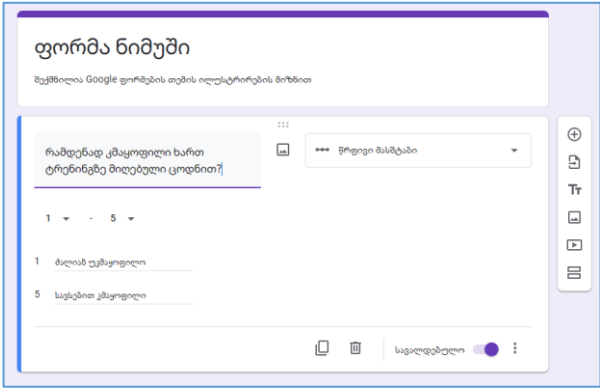 ფორმა ნიმუში
შექმნილია Google ფორმების თემის ილუსტრირების მიზნით
რამდენად კმაყოფილი ხართ
ტრენინგზე მიღებული ცოდნით?
წრფივი მასშტაბი
1 - 5
1 ძალიან უკმაყოფილო
5 სავსებით კმაყოფილი
სავალდებულო
Tт